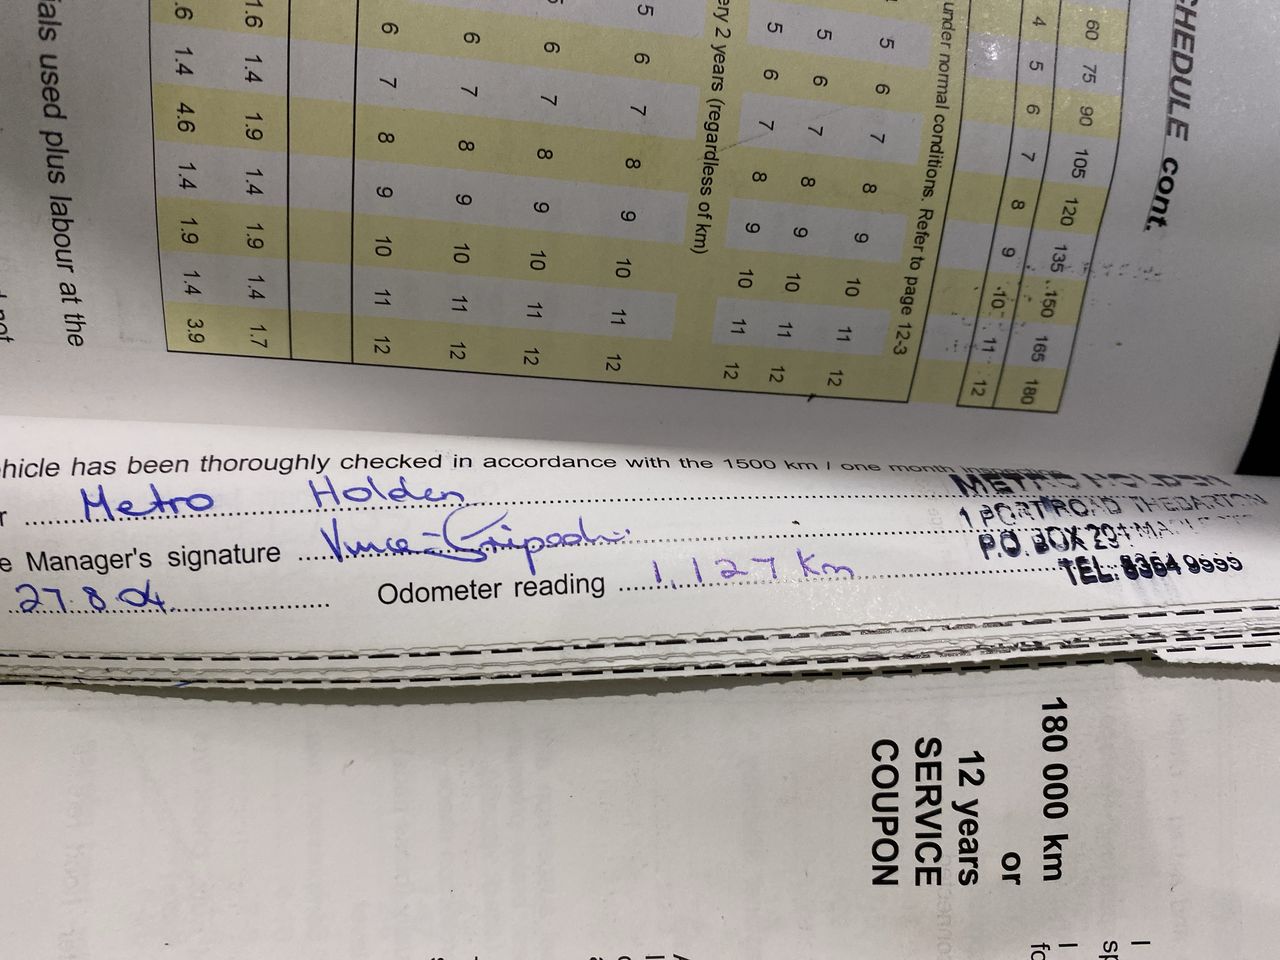 SCHEDULE cont.
60 75 90 105 120 135 150 165 180
4 5 6 7 8 9 10 11 12
under normal conditions. Refer to page 12-3
5 6 7 8 9 10 11 12
5 6 7 8 9 10 11 12
5 6 7 8 9 10 11 12
ery 2 years (regardless of km)
5 6 7 8 9 10 11 12
6 7 8 9 10 11 12
6 7 8 9 10 11 12
6 7 8 9 10 11 12
1.6 1.4 1.9 1.4 1.9 1.4 1.7
.6 1.4 4.6 1.4 1.9 1.4 3.9
ials used plus labour at the
not
hicle has been thoroughly checked in accordance with the 1500 km / one month inspection
r Metro Holden
e Manager's signature Vince
27.8.04 Odometer reading 1,127 Km
METRO HOLDEN
1 PORT ROAD THEBARTON
P.O. BOX 291
TEL: 8354 9999
180 000 km
or
12 years
SERVICE
COUPON